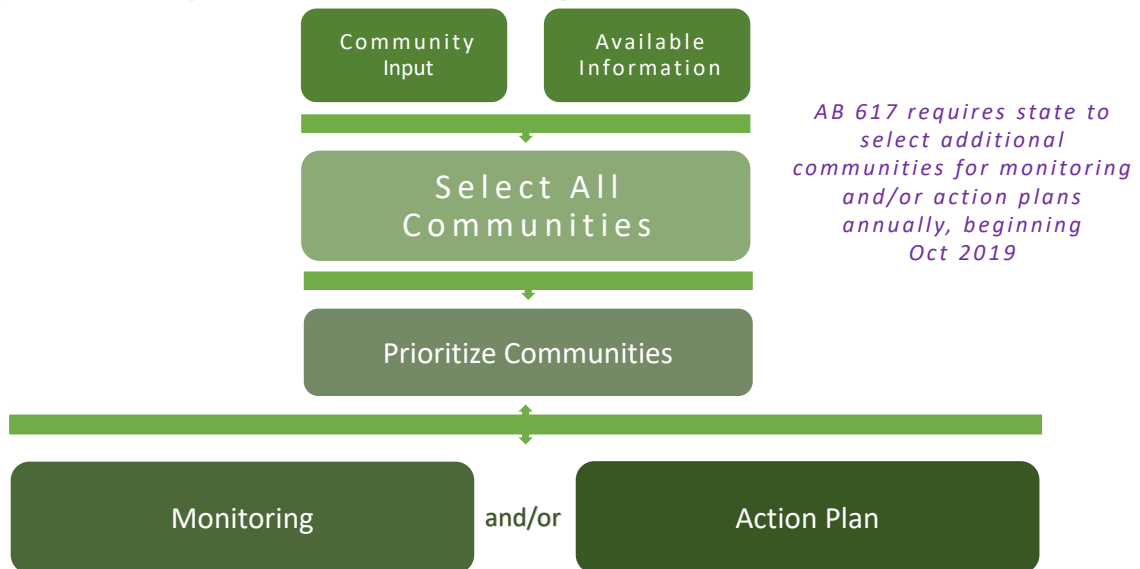 Community
Input
Available
Information
AB 617 requires state to
select additional
communities for monitoring
and/or action plans
annually, beginning
Oct 2019
Select All
Communities
Prioritize Communities
Monitoring
and/or
Action Plan